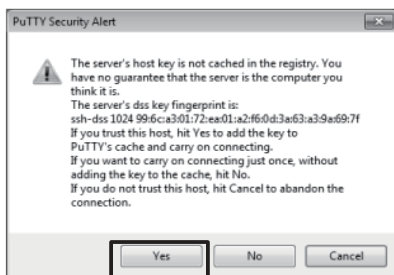 PuTTY Security Alert
The server's host key is not cached in the registry. You
have no guarantee that the server is the computer you
think it is.
The server's dss key fingerprint is:
ssh-dss 1024 99:6c:a3:01:72:ea:01:a2:f6:0d:3a:63:a3:9a:69:7f
If you trust this host, hit Yes to add the key to
PuTTY's cache and carry on connecting.
If you want to carry on connecting just once, without
adding the key to the cache, hit No.
If you do not trust this host, hit Cancel to abandon the
connection.
Yes No Cancel